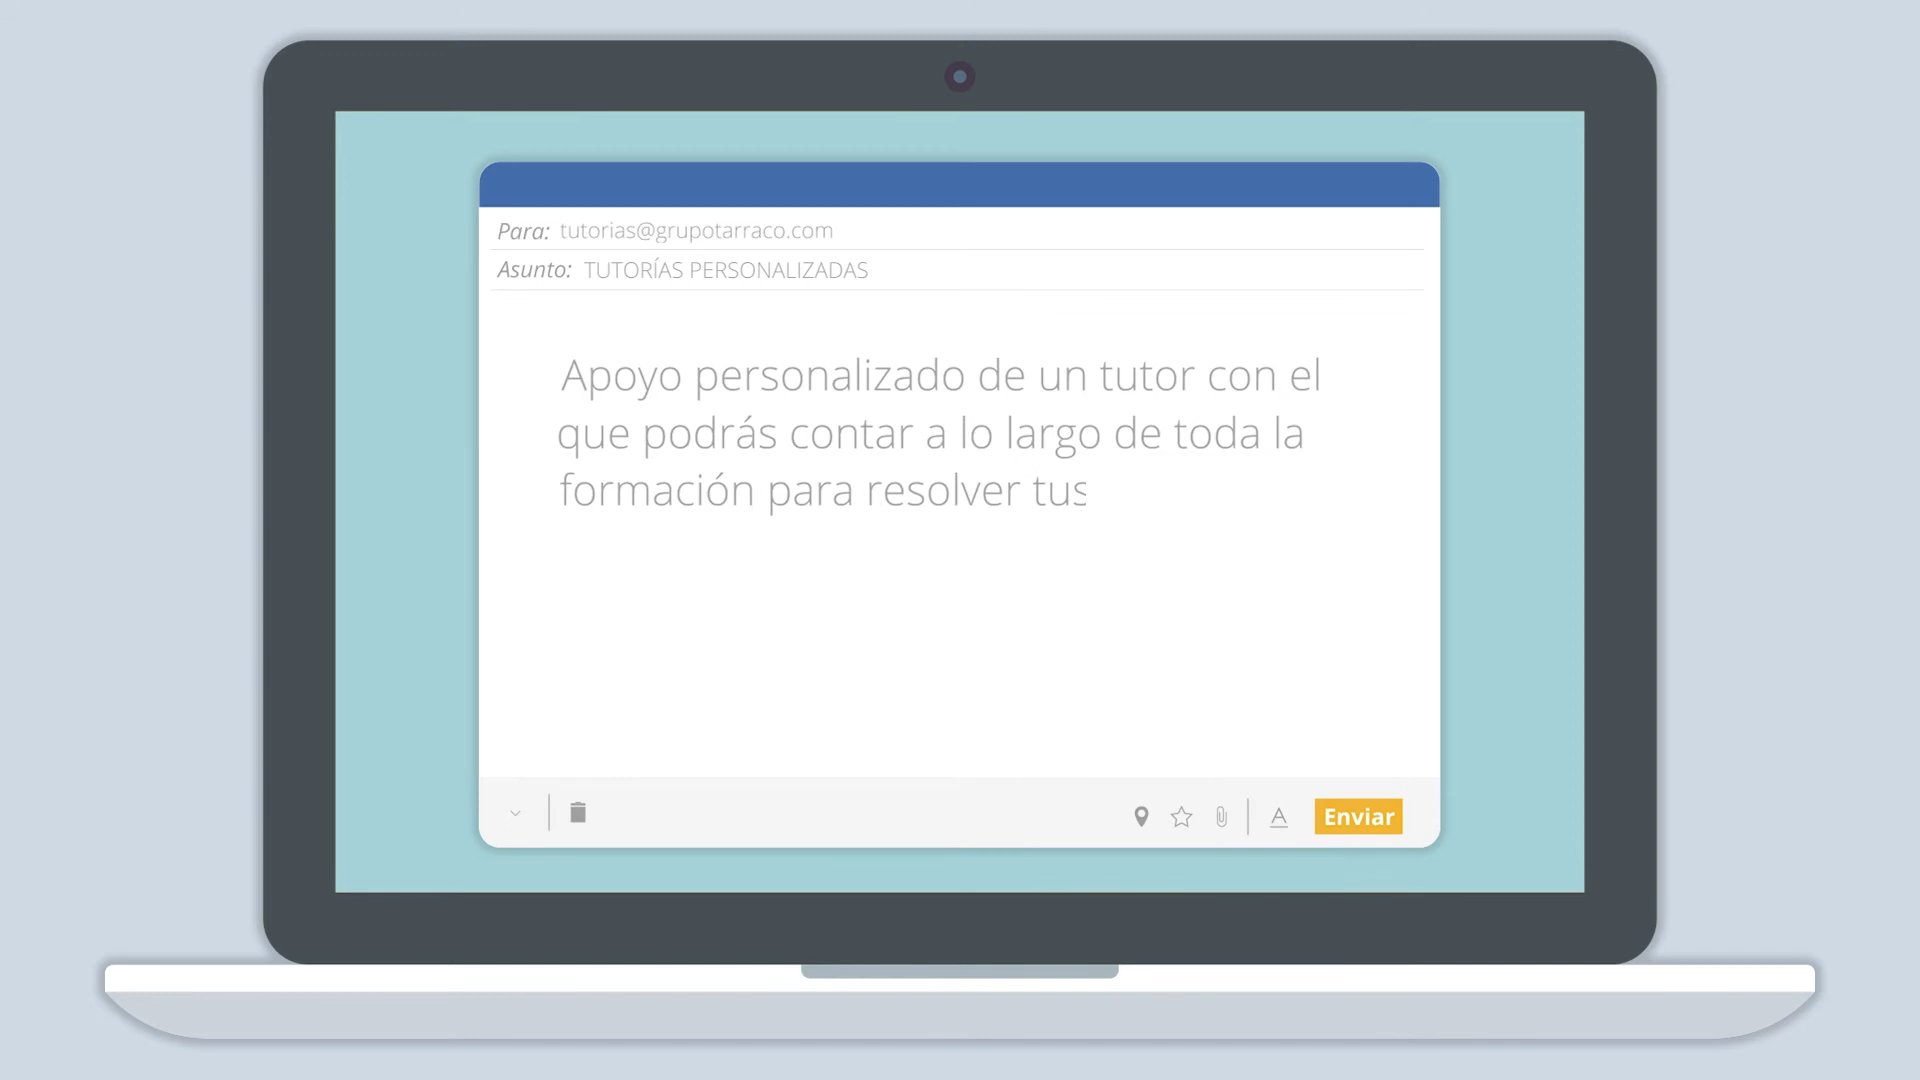 Para: tutorias@grupotarraco.com
Asunto: TUTORÍAS PERSONALIZADAS
Apoyo personalizado de un tutor con el
que podrás contar a lo largo de toda la
formación para resolver tus
A
Enviar